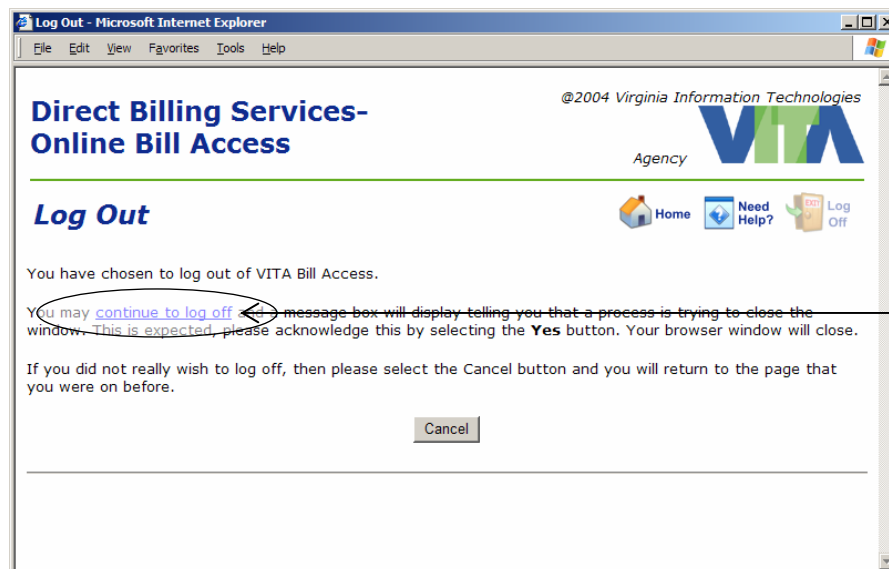 Log Out - Microsoft Internet Explorer
File Edit View Favorites Tools Help
Direct Billing Services-
Online Bill Access
@2004 Virginia Information Technologies
Agency
VITA
Log Out
Home
Need
Help?
EXIT
Log
Off
You have chosen to log out of VITA Bill Access.
You may continue to log off and a message box will display telling you that a process is trying to close the
window. This is expected, please acknowledge this by selecting the Yes button. Your browser window will close.
If you did not really wish to log off, then please select the Cancel button and you will return to the page that
you were on before.
Cancel